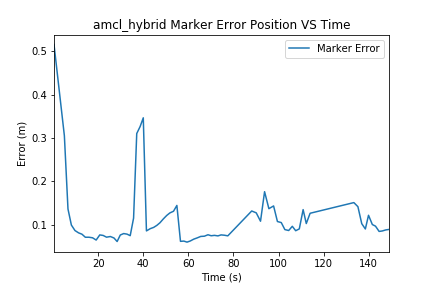 amcl_hybrid Marker Error Position VS Time
Marker Error
Error (m)
0.5
0.4
0.3
0.2
0.1
20 40 60 80 100 120 140
Time (s)